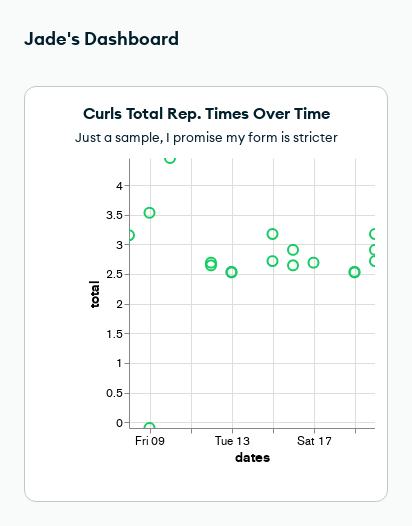 Jade's Dashboard
Curls Total Rep. Times Over Time
Just a sample, I promise my form is stricter
4
3.5
3
2.5
2
1.5
1
0.5
0
total
Fri 09
Tue 13
Sat 17
dates